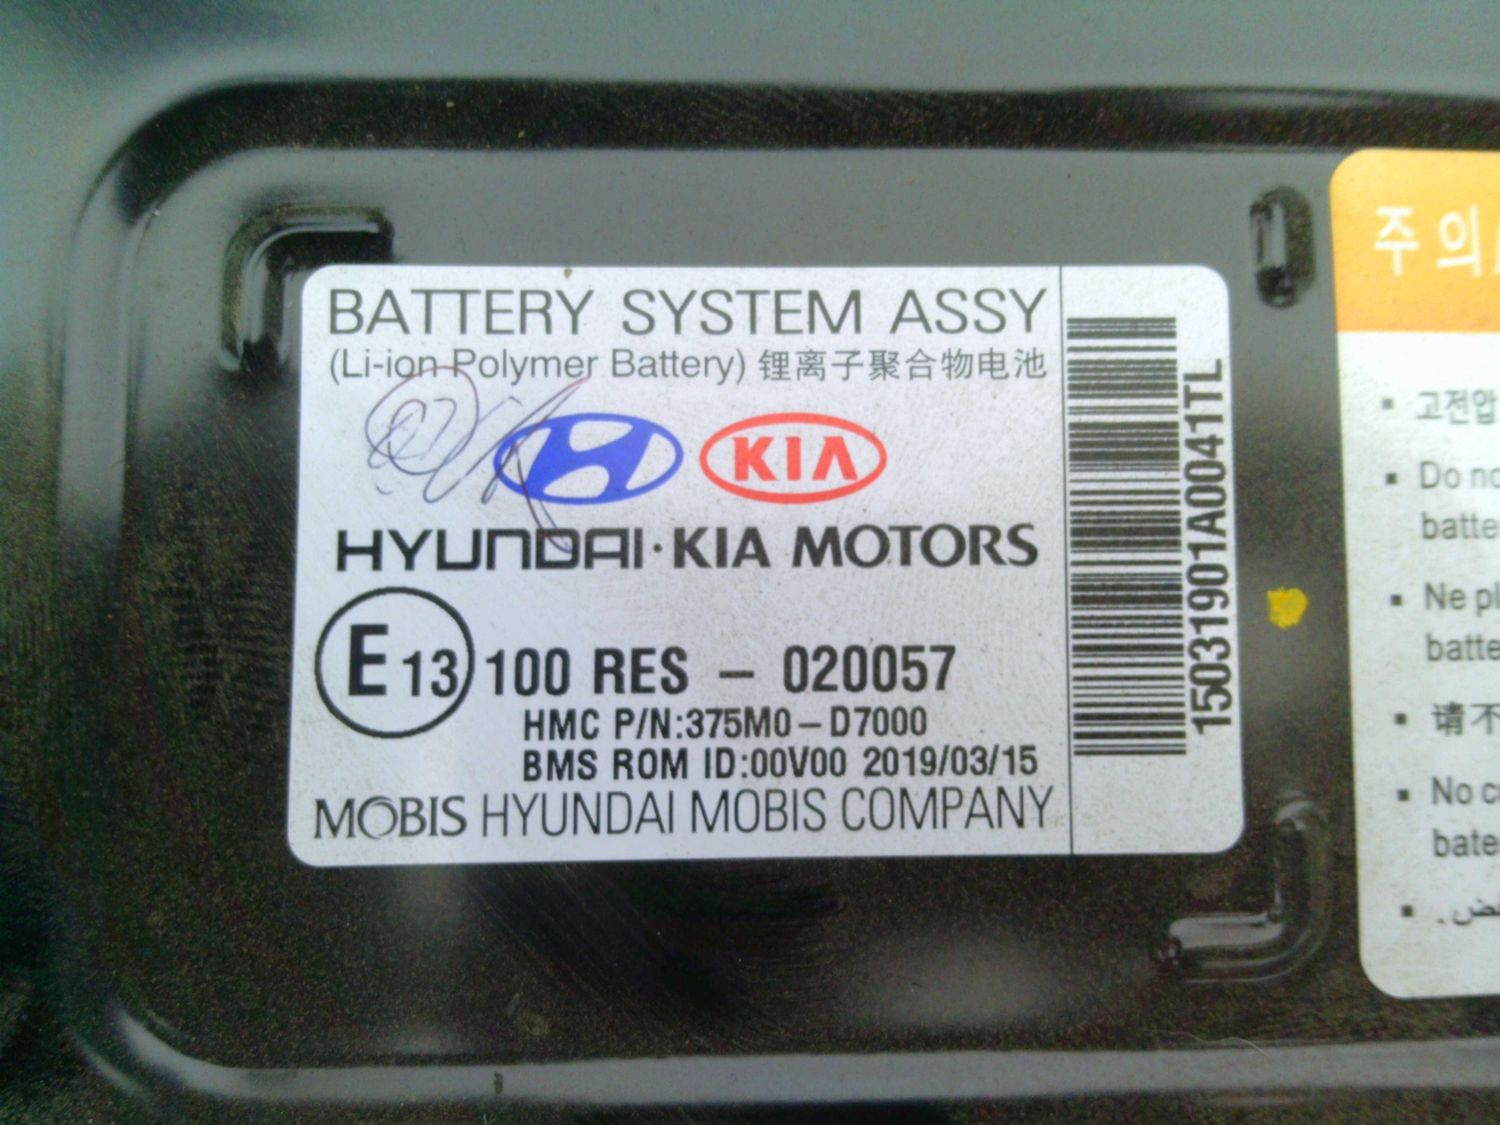 BATTERY SYSTEM ASSY
(Li-ion Polymer Battery) 锂离子聚合物电池
KIA
HYUNDAI·KIA MOTORS
E13 100 RES - 020057
HMC P/N:375M0-D7000
BMS ROM ID:00V00 2019/03/15
MOBIS HYUNDAI MOBIS COMPANY
15031901A0041TL
주의
고전압
Do no
batte
Ne pl
batte
请不
No c
bate